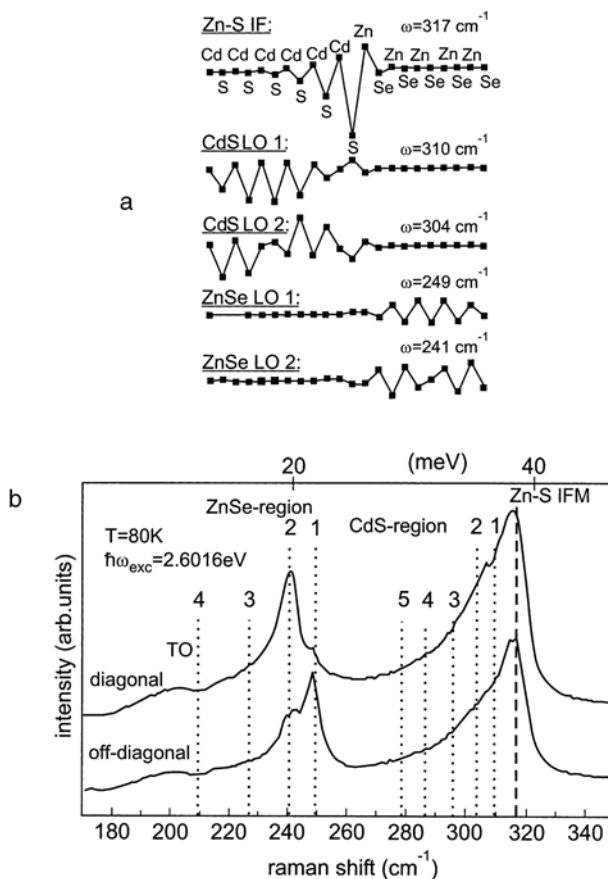 Zn-S IF: Zn ω=317 cm⁻¹
Cd Cd Cd Cd Cd Cd Zn Zn Zn Zn
S S S S S Se Se Se Se Se
S
CdS LO 1: ω=310 cm⁻¹
a
CdS LO 2: ω=304 cm⁻¹
ZnSe LO 1: ω=249 cm⁻¹
ZnSe LO 2: ω=241 cm⁻¹
b
20 (meV) 40
Zn-S IFM
ZnSe-region
T=80K
ħω_exc=2.6016eV
2 1
CdS-region
2 1
4 3
5 4 3
TO
diagonal
off-diagonal
intensity (arb.units)
180 200 220 240 260 280 300 320 340
raman shift (cm⁻¹)